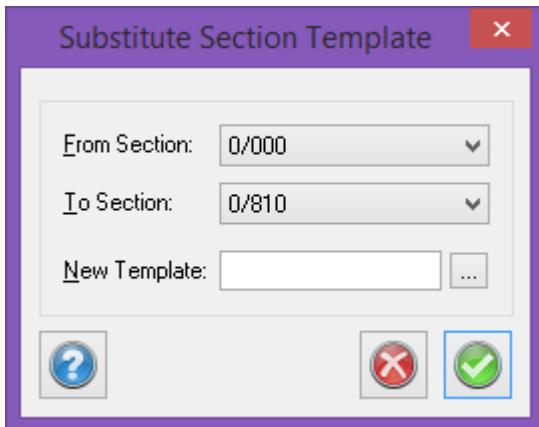 Substitute Section Template
From Section: 0/000
To Section: 0/810
New Template: ...